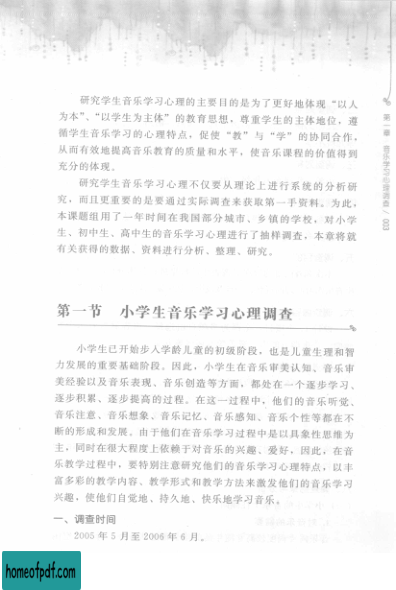 研究学生音乐学习心理的主要目的是为了更好地体现“以人
为本”、“以学生为主体”的教育思想，尊重学生的主体地位，遵
循学生音乐学习的心理特点，促使“教”与“学”的协同合作，
从而有效地提高音乐教育的质量和水平，使音乐课程的价值得到
充分的体现。
研究学生音乐学习心理不仅要从理论上进行系统的分析研
究，而且更重要的是要通过实际调查来获取第一手资料。为此，
本课题组用了一年时间在我国部分城市、乡镇的学校，对小学
生、初中生、高中生的音乐学习心理进行了抽样调查，本章将就
有关获得的数据、资料进行分析、整理、研究。
第一章 音乐学习心理调查 / 003
第一节 小学生音乐学习心理调查
小学生已开始步入学龄儿童的初级阶段，也是儿童生理和智
力发展的重要基础阶段。因此，小学生在音乐审美认知、音乐审
美经验以及音乐表现、音乐创造等方面，都处在一个逐步学习、
逐步积累、逐步提高的过程。在这一过程中，他们的音乐听觉、
音乐注意、音乐想象、音乐记忆、音乐感知、音乐个性等都在不
断的形成和发展。由于他们在音乐学习过程中是以具象性思维为
主，同时在很大程度上依赖于对音乐的兴趣、爱好，因此，在音
乐教学过程中，要特别注意研究他们的音乐学习心理特点，以丰
富多彩的教学内容、教学形式和教学方法来激发他们的音乐学习
兴趣，使他们自觉地、持久地、快乐地学习音乐。
一、调查时间
2005 年 5 月至 2006 年 6 月。
homeofpdf.com